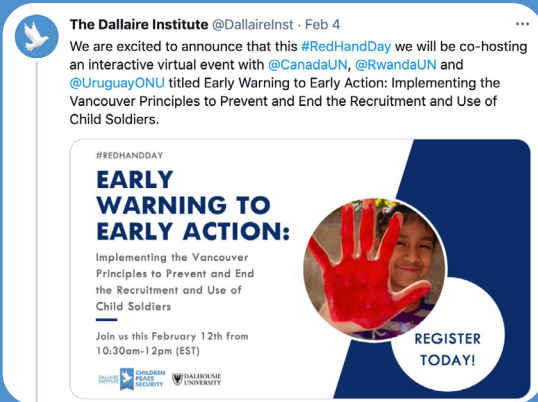 The Dallaire Institute @DallaireInst · Feb 4
We are excited to announce that this #RedHandDay we will be co-hosting
an interactive virtual event with @CanadaUN, @RwandaUN and
@UruguayONU titled Early Warning to Early Action: Implementing the
Vancouver Principles to Prevent and End the Recruitment and Use of
Child Soldiers.
#REDHANDDAY
EARLY
WARNING TO
EARLY ACTION:
Implementing the Vancouver
Principles to Prevent and End
the Recruitment and Use of
Child Soldiers
Join us this February 12th from
10:30am-12pm (EST)
REGISTER
TODAY!
DALLAIRE
INSTITUTE
CHILDREN
PEACE
SECURITY
DALHOUSIE
UNIVERSITY